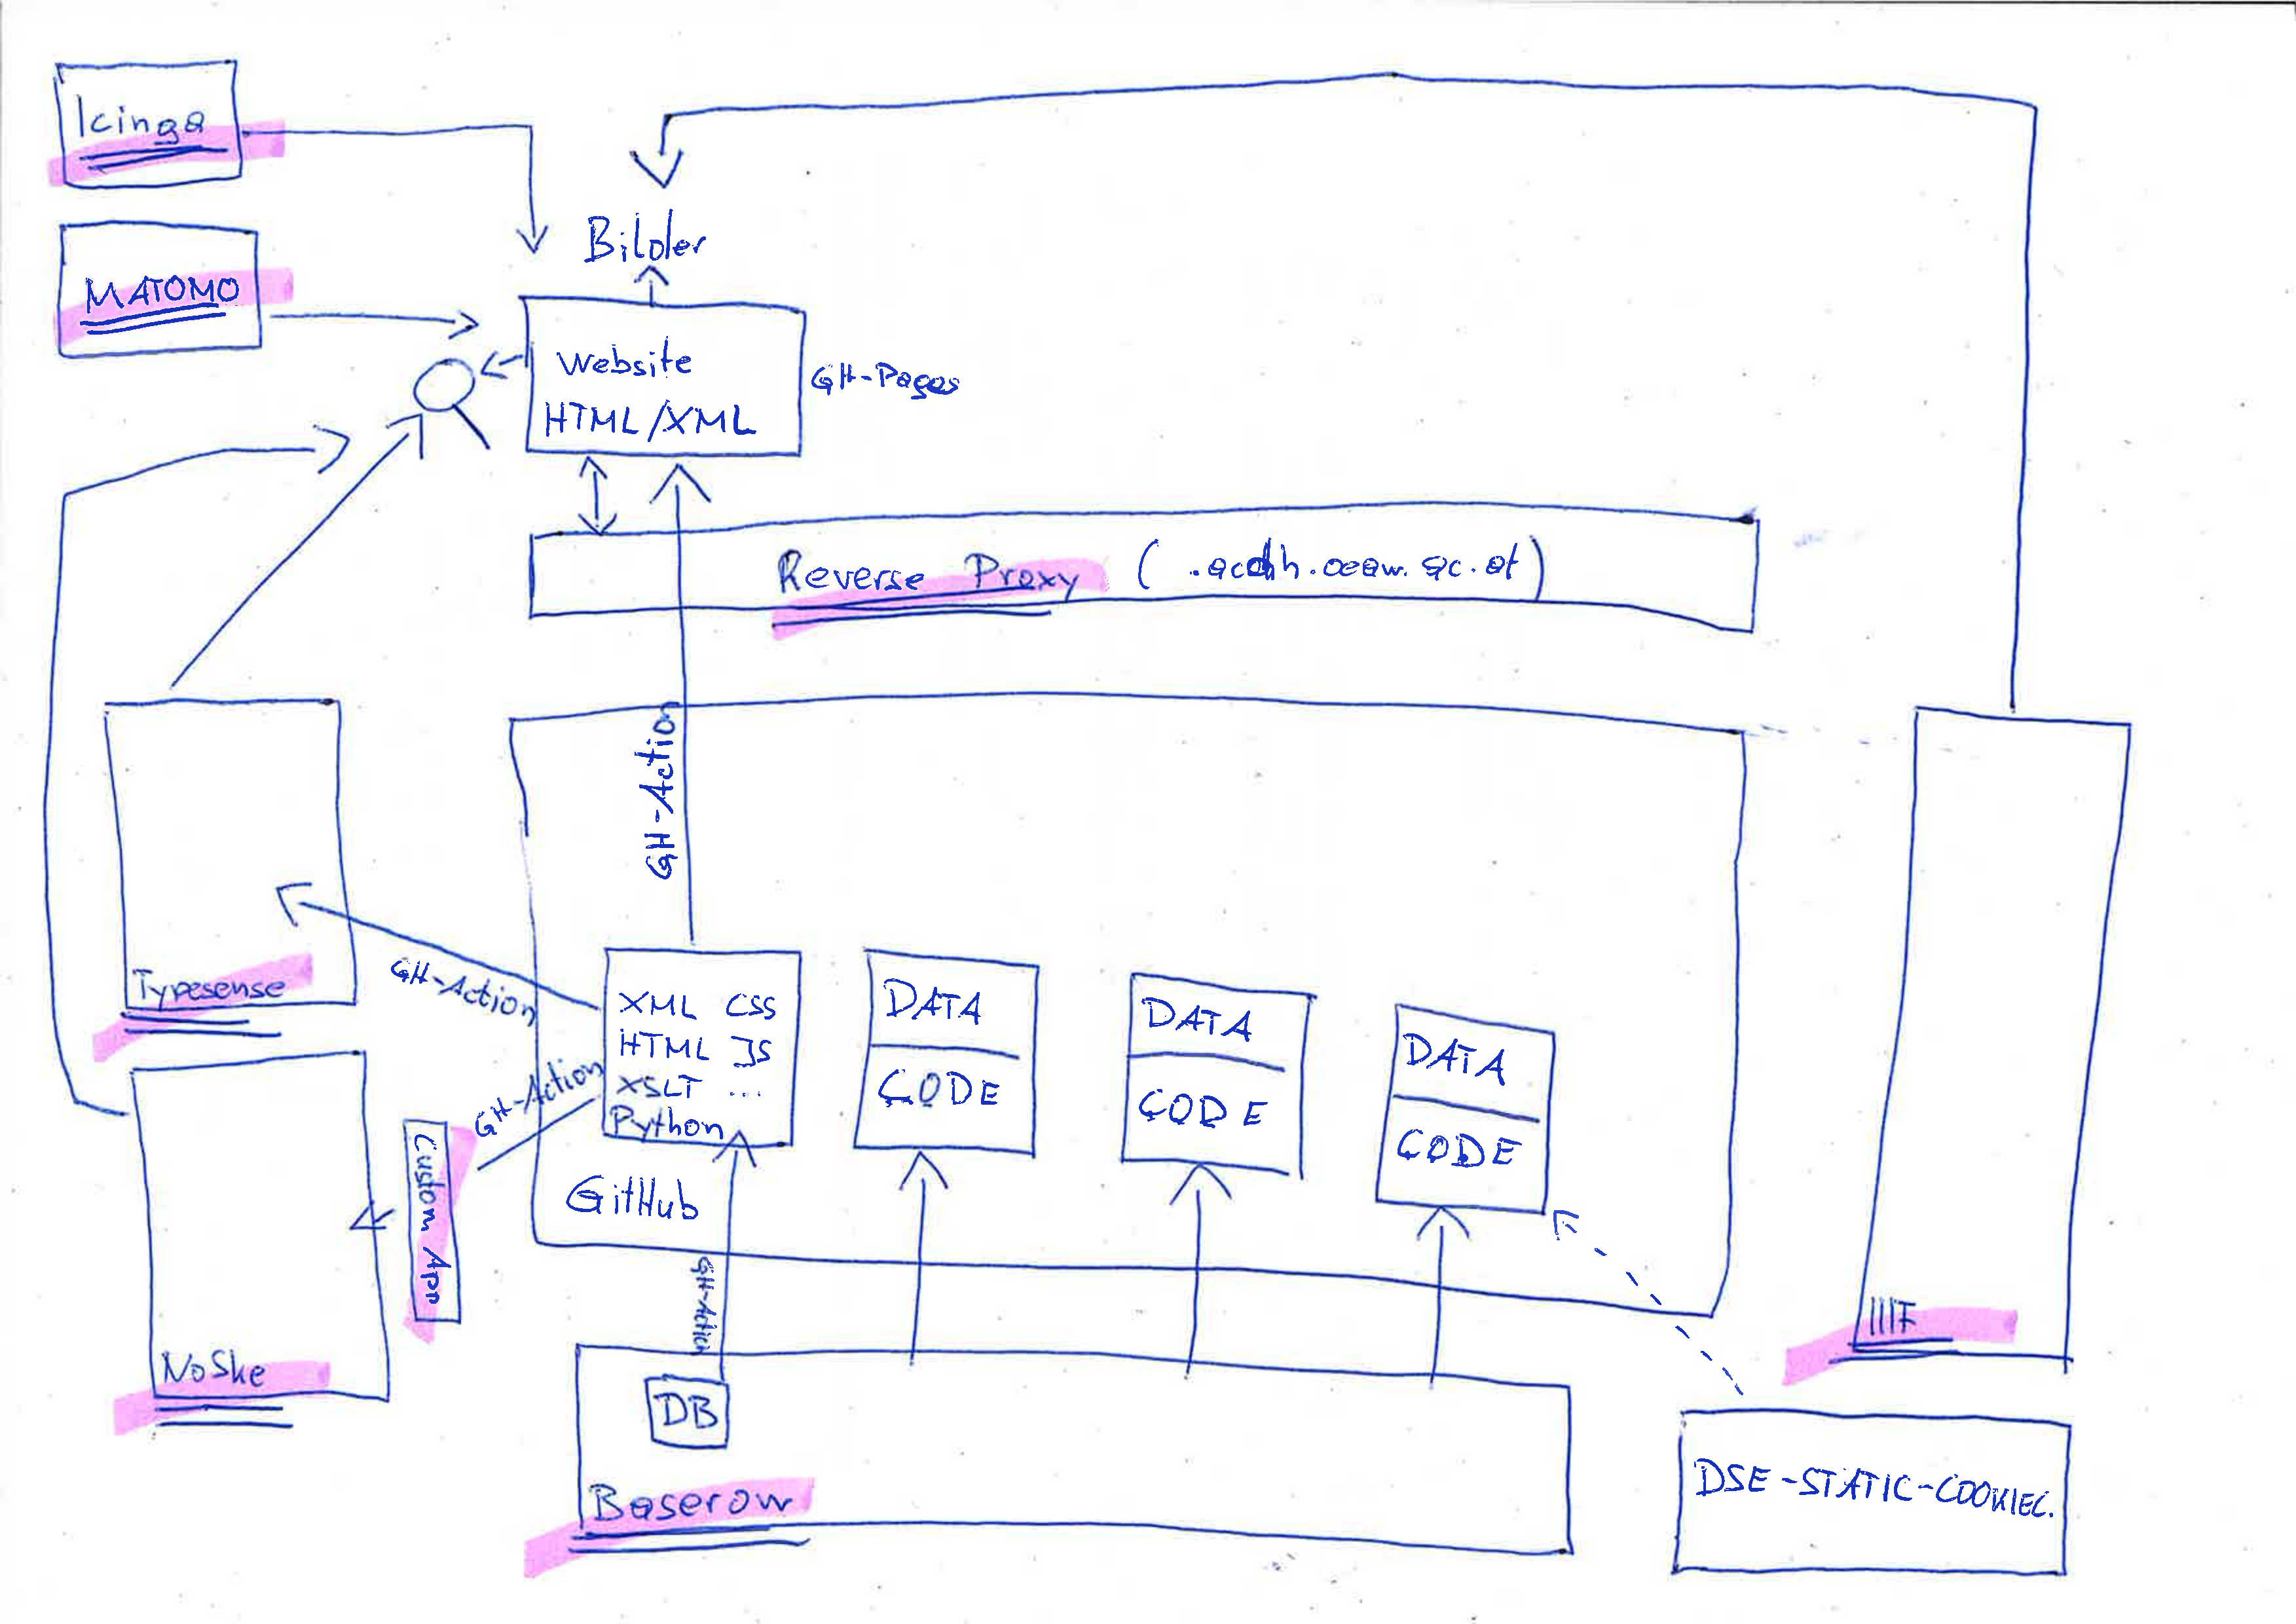 Icinga
MATOMO
Bilder
Website
HTML/XML
GH-Pages
Reverse Proxy (.acdh.oeaw.ac.at)
GH-Action
Typesense
GH-Action
XML CSS
HTML JS
XSLT ...
Python
DATA
CODE
DATA
CODE
DATA
CODE
GH-Action
Custom App
GitHub
NoSke
GH-Action
DB
Baserow
IIIF
DSE-STATIC-COOKIEC.